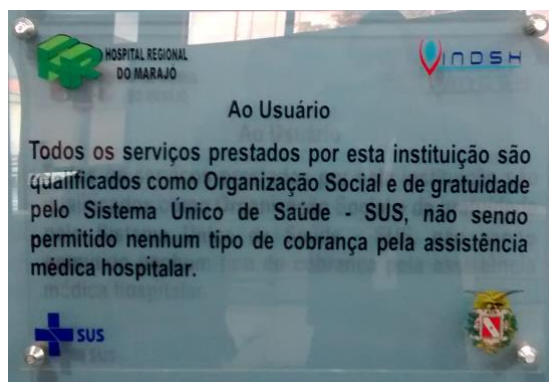 HOSPITAL REGIONAL
DO MARAJÓ
INDSH
Ao Usuário
Todos os serviços prestados por esta instituição são
qualificados como Organização Social e de gratuidade
pelo Sistema Único de Saúde - SUS, não sendo
permitido nenhum tipo de cobrança pela assistência
médica hospitalar.
SUS